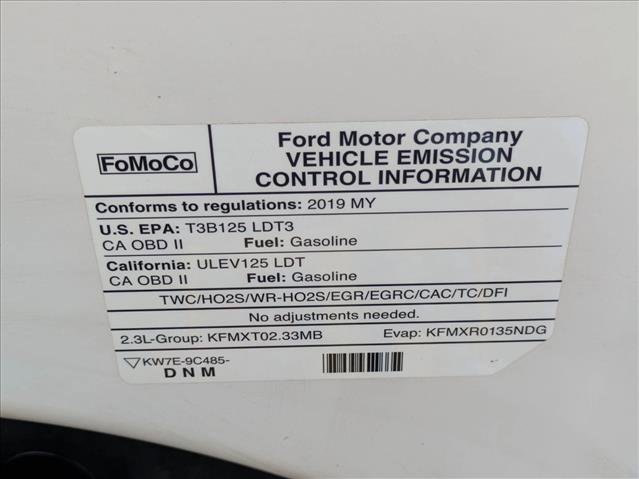 FoMoCo
Ford Motor Company
VEHICLE EMISSION
CONTROL INFORMATION
Conforms to regulations: 2019 MY
U.S. EPA: T3B125 LDT3
CA OBD II Fuel: Gasoline
California: ULEV125 LDT
CA OBD II Fuel: Gasoline
TWC/HO2S/WR-HO2S/EGR/EGRC/CAC/TC/DFI
No adjustments needed.
2.3L-Group: KFMXT02.33MB Evap: KFMXR0135NDG
KW7E-9C485-
DNM